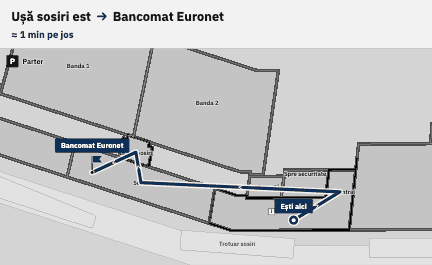 Ușă sosiri est → Bancomat Euronet
≈ 1 min pe jos
P Parter
Banda 1
Banda 2
Bancomat Euronet
Spre securitate
Ești aici
Trotuar sosiri